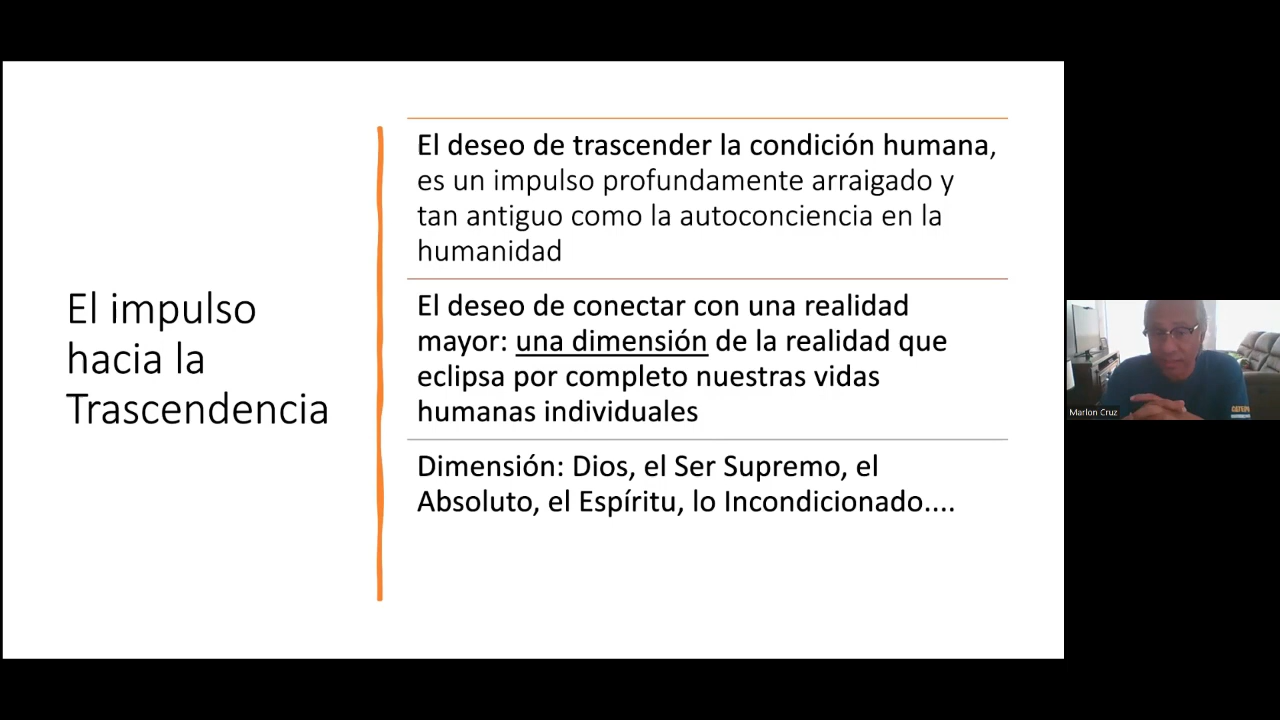 El impulso
hacia la
Trascendencia
El deseo de trascender la condición humana,
es un impulso profundamente arraigado y
tan antiguo como la autoconciencia en la
humanidad
El deseo de conectar con una realidad
mayor: una dimensión de la realidad que
eclipsa por completo nuestras vidas
humanas individuales
Dimensión: Dios, el Ser Supremo, el
Absoluto, el Espíritu, lo Incondicionado....
Marlon Cruz